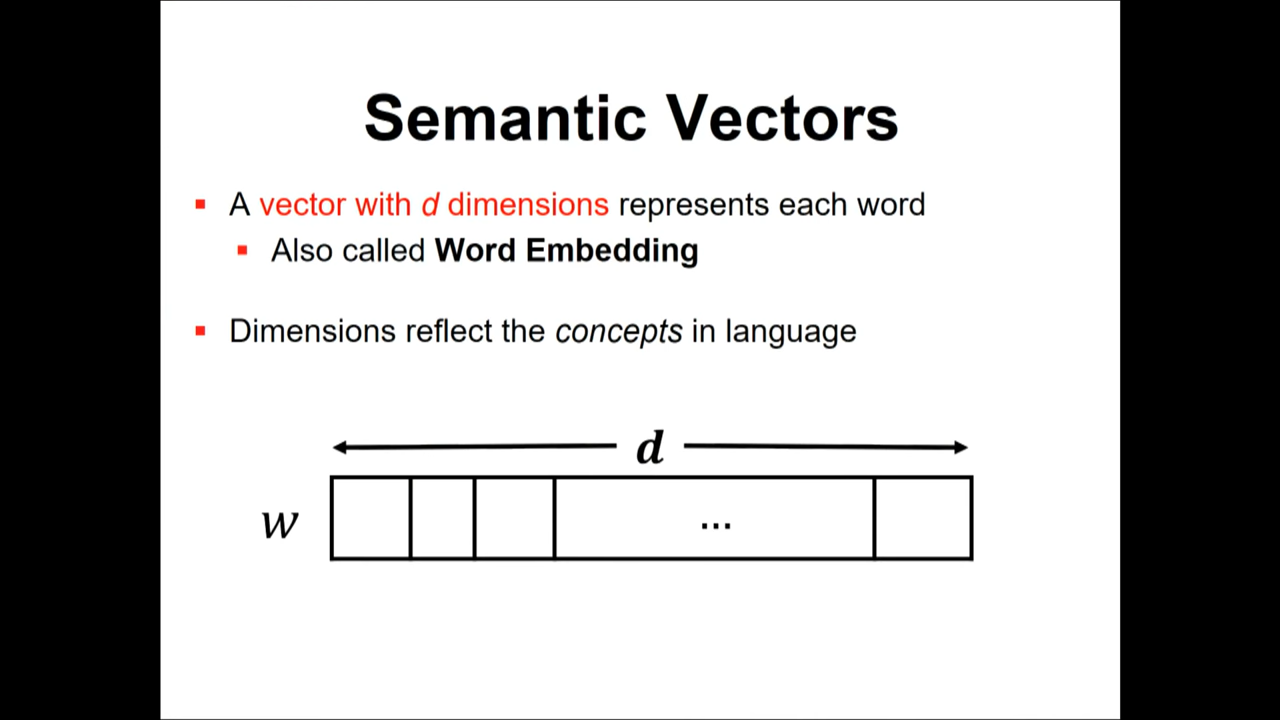 Semantic Vectors
A vector with d dimensions represents each word
Also called Word Embedding
Dimensions reflect the concepts in language
d
w
...